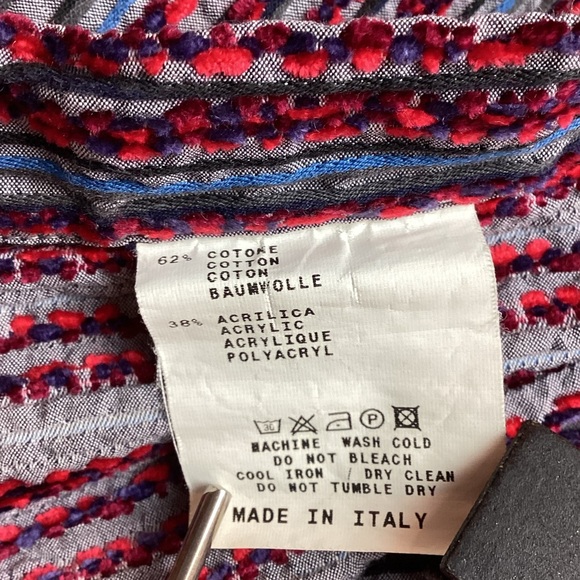 62% COTONE
COTTON
COTON
BAUMWOLLE
38% ACRILICA
ACRYLIC
ACRYLIQUE
POLYACRYL
30 P
MACHINE WASH COLD
DO NOT BLEACH
COOL IRON / DRY CLEAN
DO NOT TUMBLE DRY
MADE IN ITALY